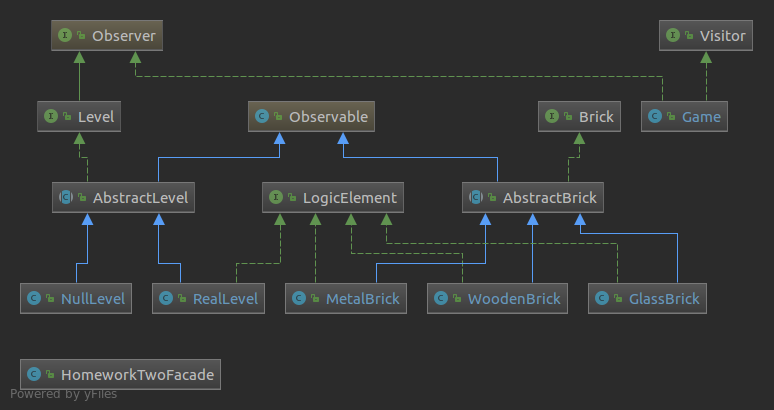 Observer
Visitor
Level
Observable
Brick
Game
AbstractLevel
LogicElement
AbstractBrick
NullLevel
RealLevel
MetalBrick
WoodenBrick
GlassBrick
HomeworkTwoFacade
Powered by yFiles